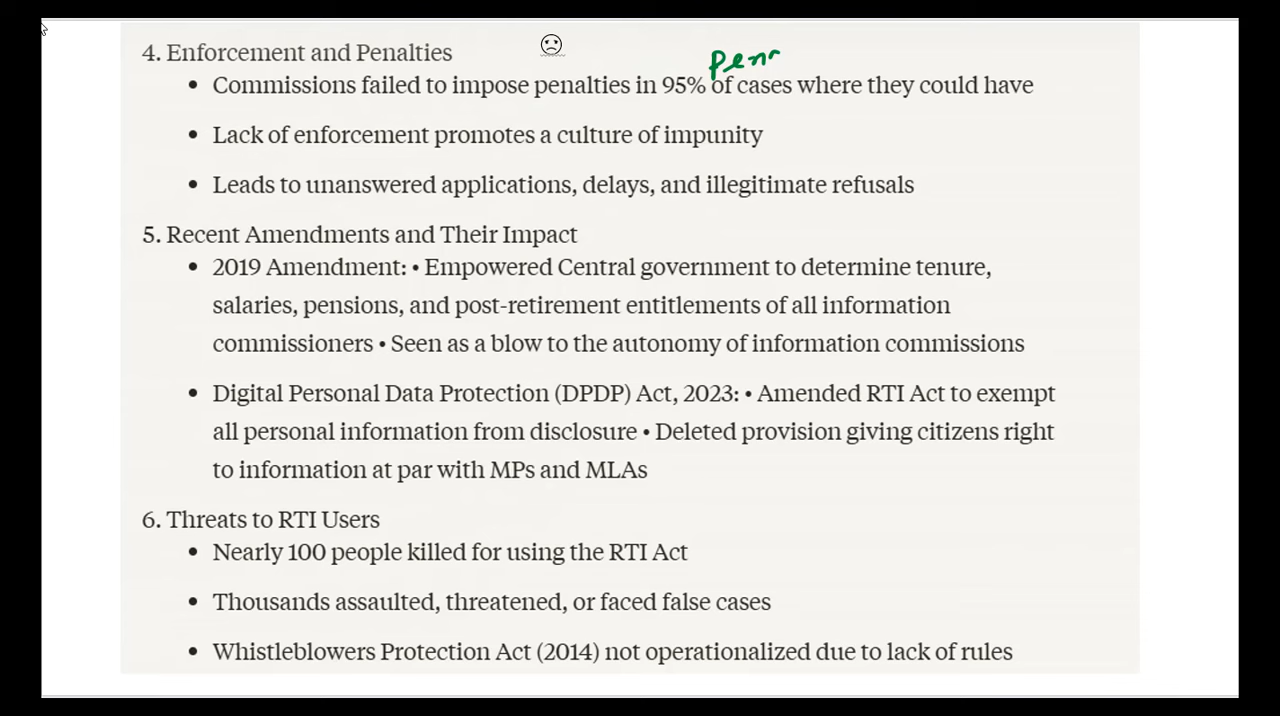 4. Enforcement and Penalties
• Commissions failed to impose penalties in 95% of cases where they could have
• Lack of enforcement promotes a culture of impunity
• Leads to unanswered applications, delays, and illegitimate refusals
5. Recent Amendments and Their Impact
• 2019 Amendment: • Empowered Central government to determine tenure,
salaries, pensions, and post-retirement entitlements of all information
commissioners • Seen as a blow to the autonomy of information commissions
• Digital Personal Data Protection (DPDP) Act, 2023: • Amended RTI Act to exempt
all personal information from disclosure • Deleted provision giving citizens right
to information at par with MPs and MLAs
6. Threats to RTI Users
• Nearly 100 people killed for using the RTI Act
• Thousands assaulted, threatened, or faced false cases
• Whistleblowers Protection Act (2014) not operationalized due to lack of rules